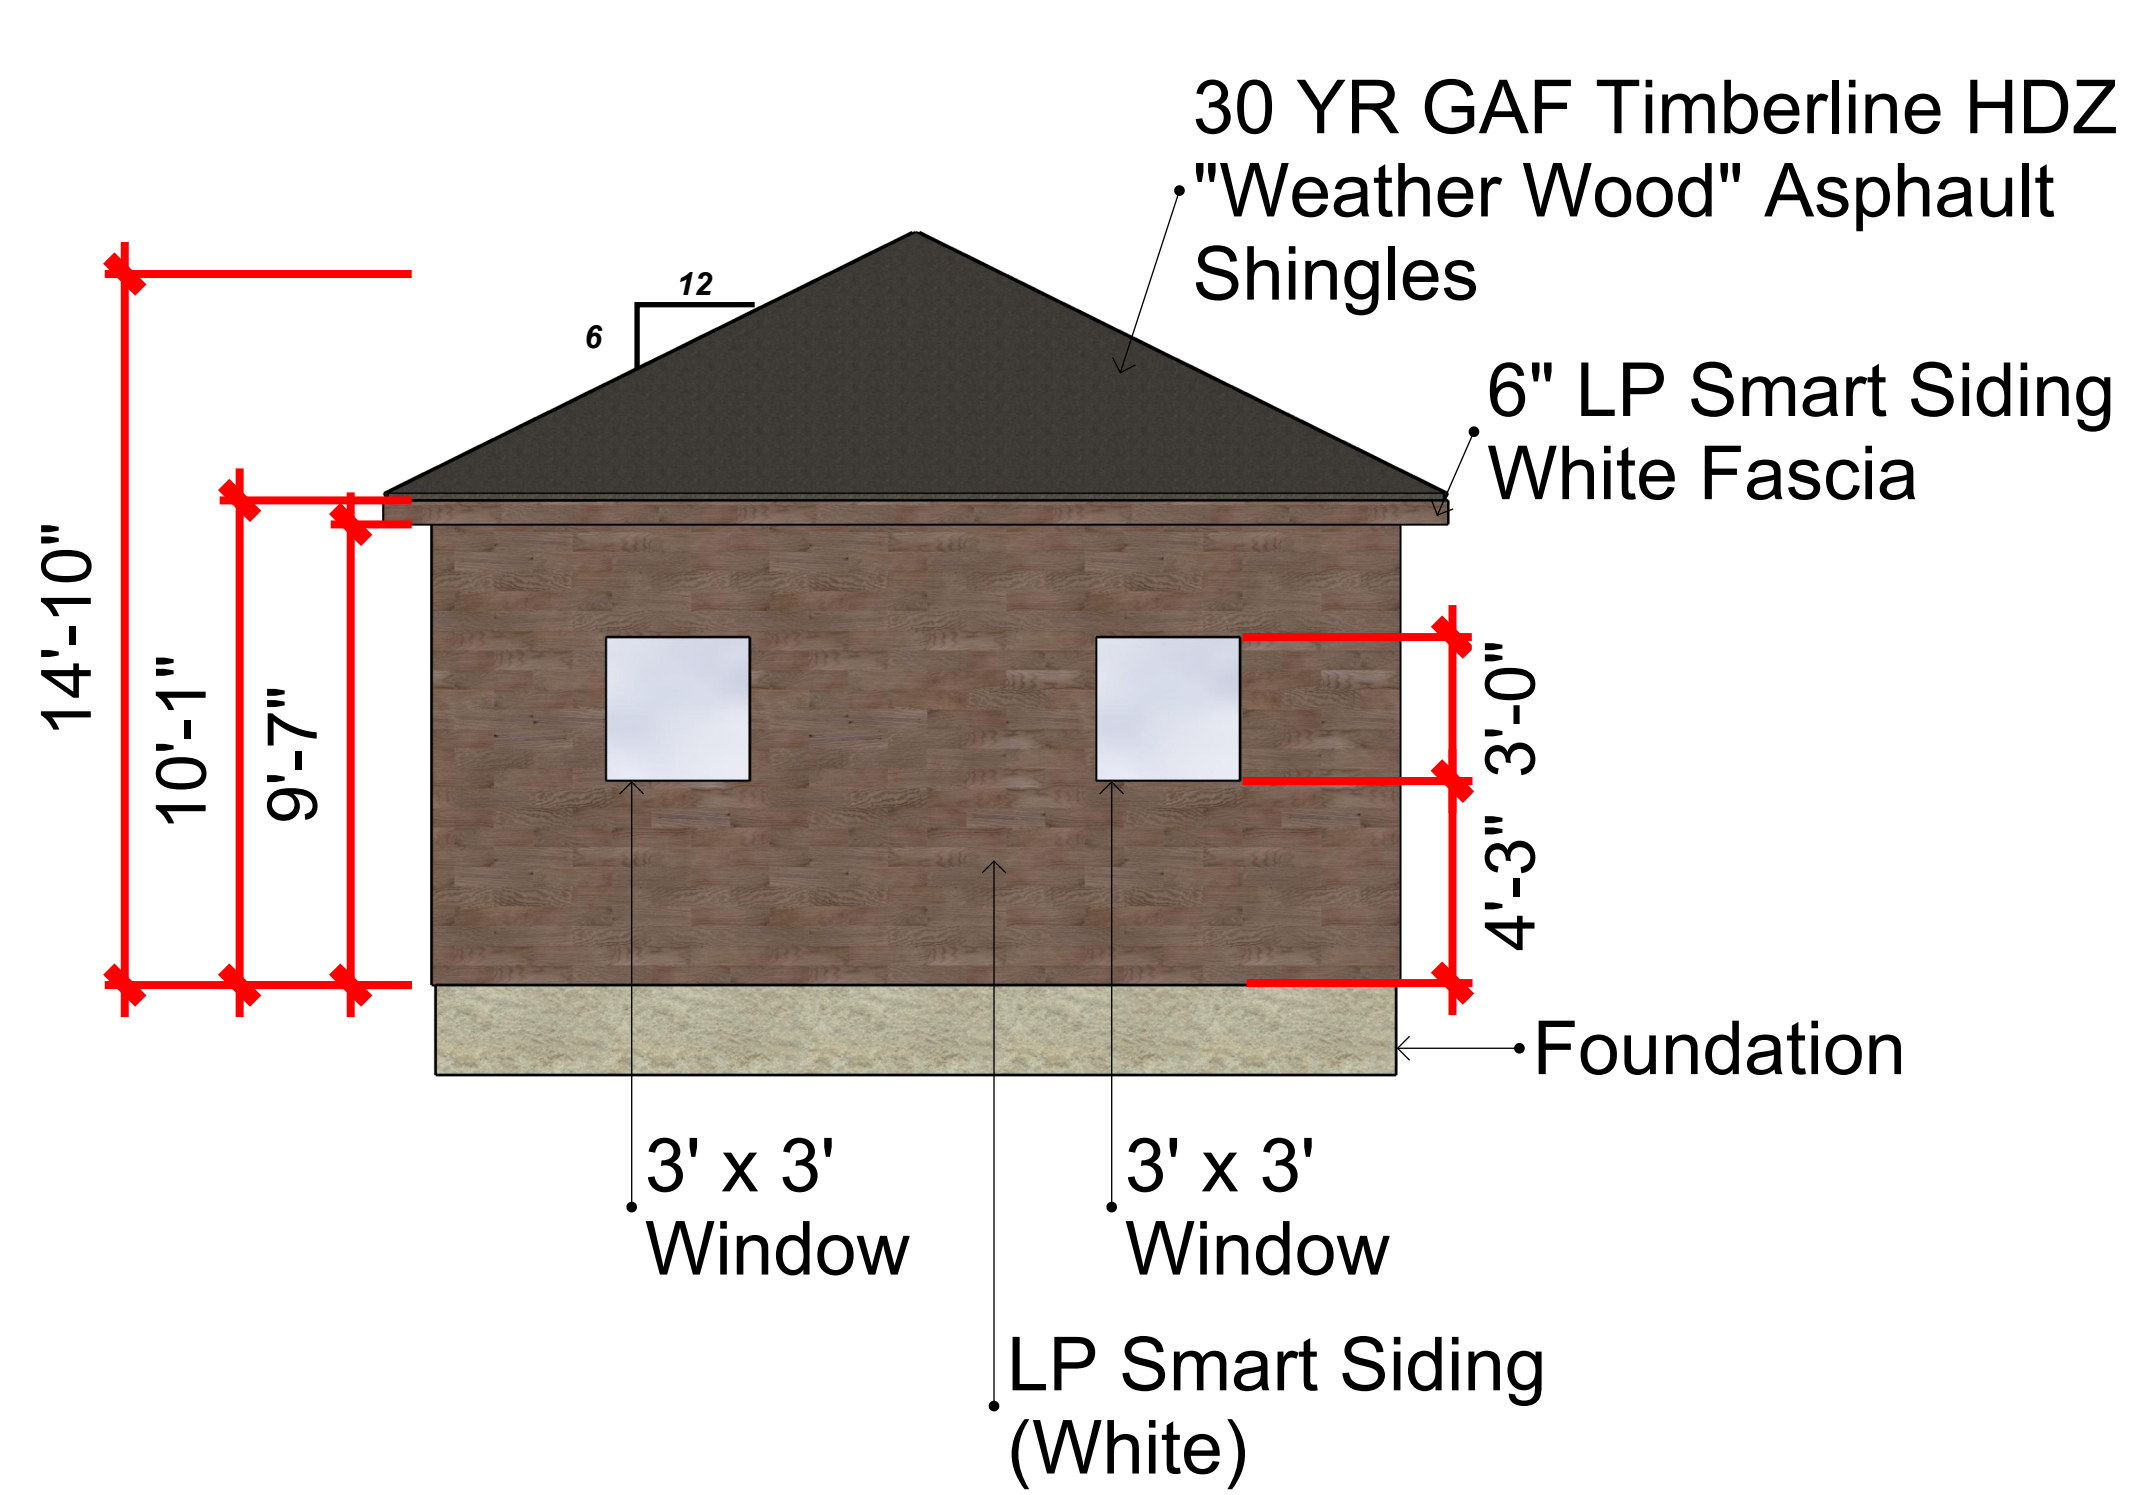 30 YR GAF Timberline HDZ
"Weather Wood" Asphault
Shingles
12
6
6" LP Smart Siding
White Fascia
14'-10"
10'-1"
9'-7"
3'-0"
4'-3"
Foundation
3' x 3'
Window
3' x 3'
Window
LP Smart Siding
(White)